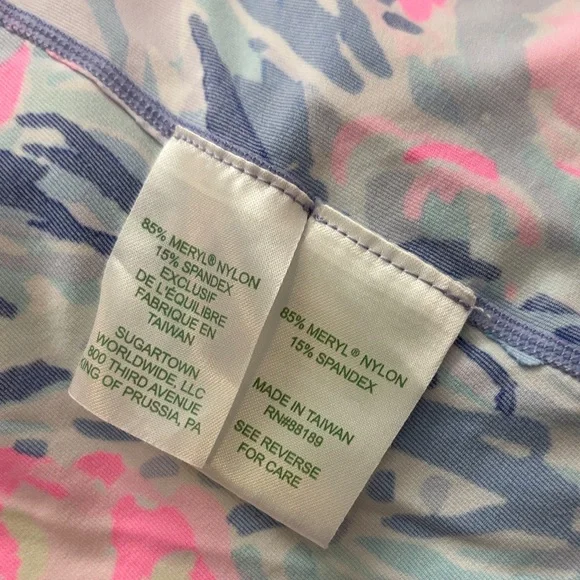 85% MERYL® NYLON
15% SPANDEX
EXCLUSIF
DE L'ÉQUILIBRE
FABRIQUE EN
TAIWAN
SUGARTOWN
WORLDWIDE, LLC
800 THIRD AVENUE
KING OF PRUSSIA, PA
85% MERYL® NYLON
15% SPANDEX
MADE IN TAIWAN
RN#88189
SEE REVERSE
FOR CARE